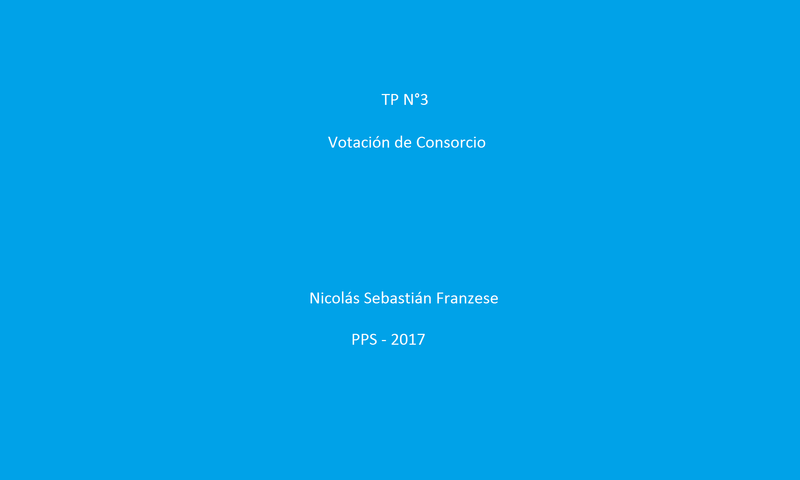 TP N°3
Votación de Consorcio
Nicolás Sebastián Franzese
PPS - 2017